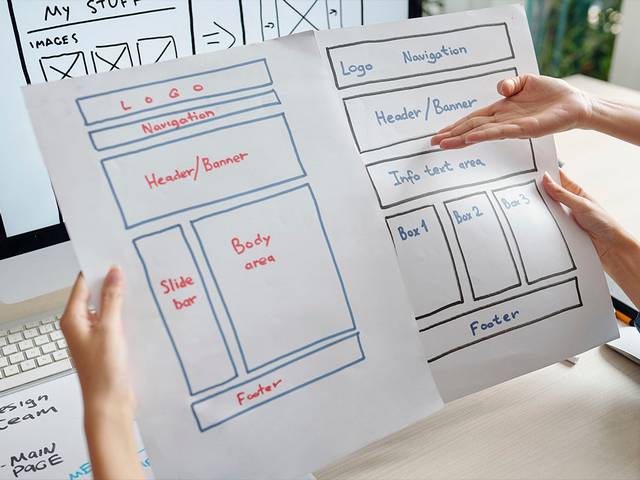 MY STUFF
IMAGES
LOGO
Navigation
Header/Banner
Slide
bar
Body
area
Footer
Logo Navigation
Header/Banner
Info text area
Box 1
Box 2
Box 3
Footer
esign
eam
-MAIN
PAGE